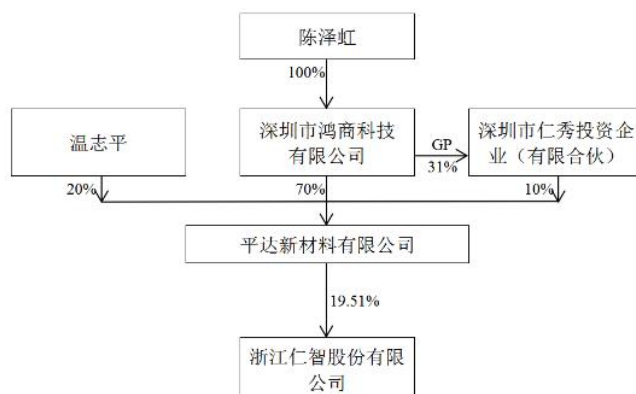 陈泽虹
100%
温志平
深圳市鸿商科技
有限公司
GP
31%
深圳市仁秀投资企
业（有限合伙）
20%
70%
10%
平达新材料有限公司
19.51%
浙江仁智股份有限
公司